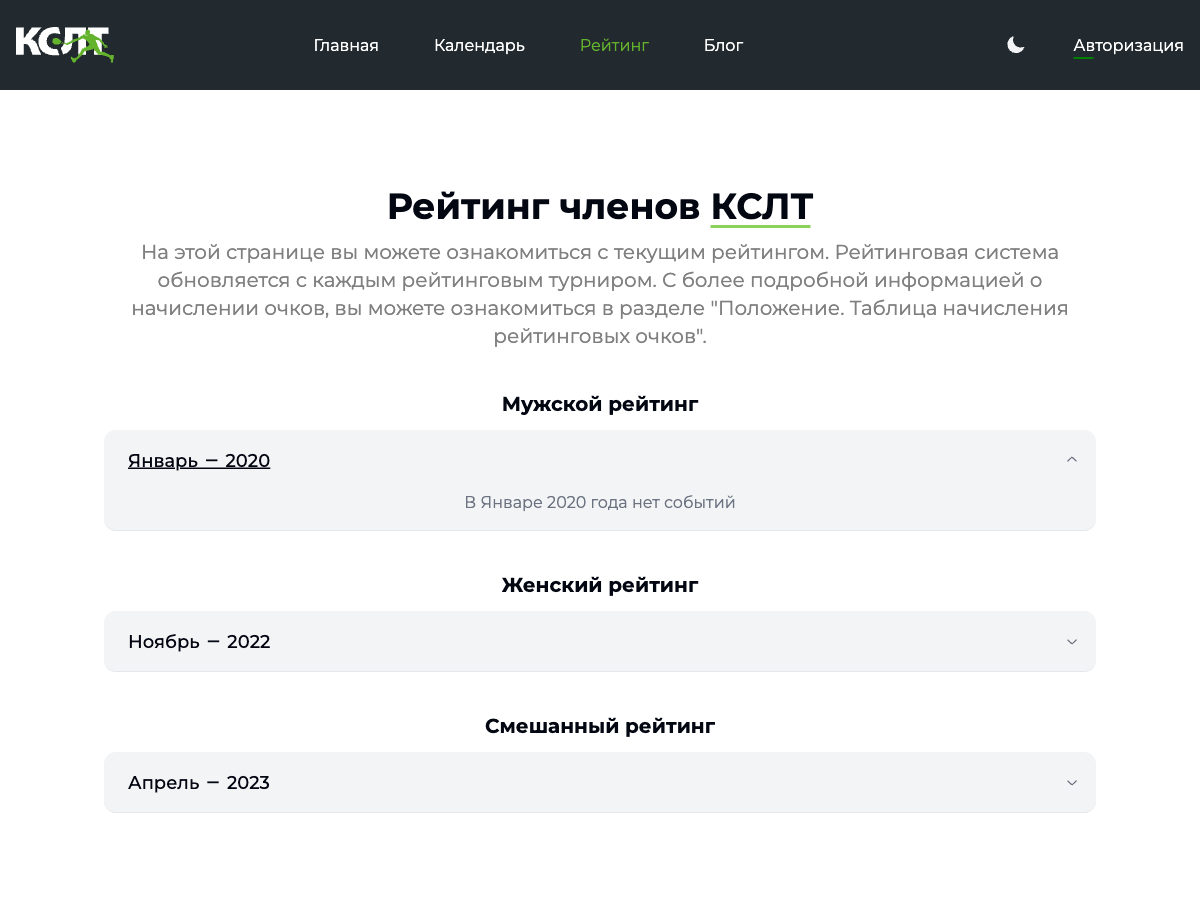 КСЛТ
Главная
Календарь
Рейтинг
Блог
Авторизация
Рейтинг членов КСЛТ
На этой странице вы можете ознакомиться с текущим рейтингом. Рейтинговая система
обновляется с каждым рейтинговым турниром. С более подробной информацией о
начислении очков, вы можете ознакомиться в разделе "Положение. Таблица начисления
рейтинговых очков".
Мужской рейтинг
Январь — 2020
В Январе 2020 года нет событий
Женский рейтинг
Ноябрь — 2022
Смешанный рейтинг
Апрель — 2023